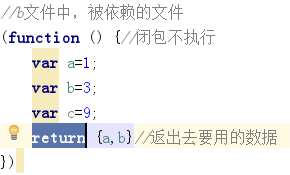 //b文件中，被依赖的文件
(function () {//闭包不执行
var a=1;
var b=3;
var c=9;
return {a,b}//返出去要用的数据
})